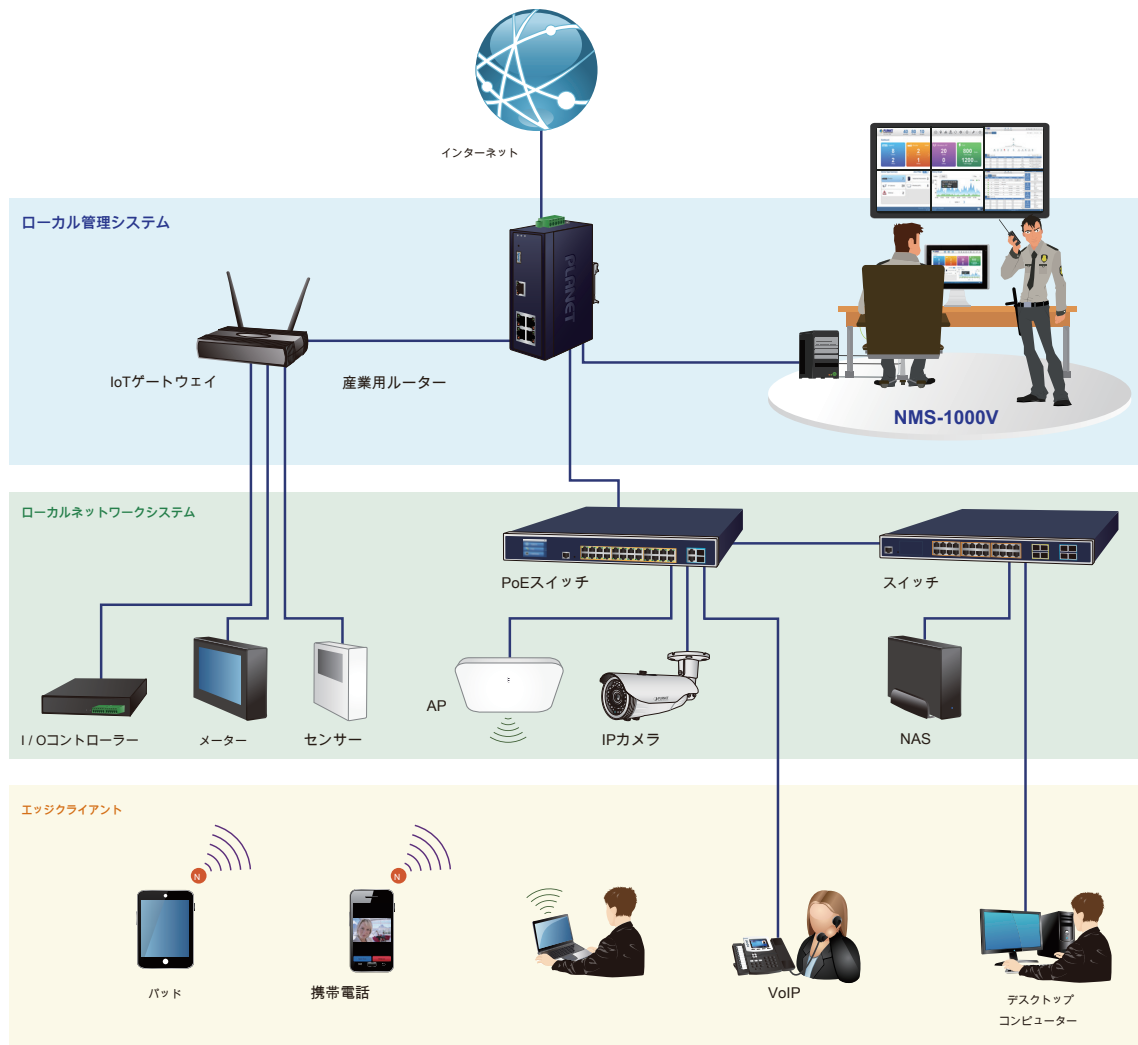 インターネット
ローカル管理システム
PLANET
IoTゲートウェイ
産業用ルーター
NMS-1000V
ローカルネットワークシステム
PoEスイッチ
スイッチ
AP
IPカメラ
NAS
I / Oコントローラー
メーター
センサー
エッジクライアント
N
N
パッド
携帯電話
VoIP
デスクトップ
コンピューター